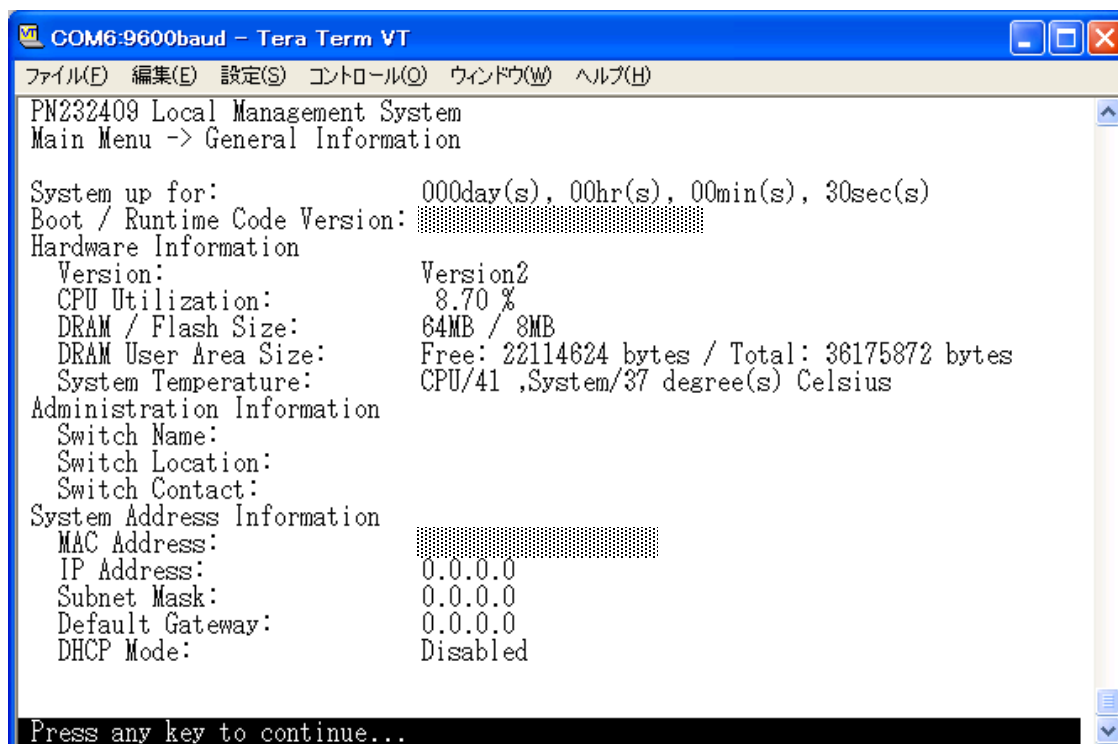 COM6:9600baud – Tera Term VT
ファイル(F) 編集(E) 設定(S) コントロール(O) ウィンドウ(W) ヘルプ(H)
PN232409 Local Management System
Main Menu -> General Information
System up for: 000day(s), 00hr(s), 00min(s), 30sec(s)
Boot / Runtime Code Version:
Hardware Information
Version: Version2
CPU Utilization: 8.70 %
DRAM / Flash Size: 64MB / 8MB
DRAM User Area Size: Free: 22114624 bytes / Total: 36175872 bytes
System Temperature: CPU/41 ,System/37 degree(s) Celsius
Administration Information
Switch Name:
Switch Location:
Switch Contact:
System Address Information
MAC Address:
IP Address: 0.0.0.0
Subnet Mask: 0.0.0.0
Default Gateway: 0.0.0.0
DHCP Mode: Disabled
Press any key to continue...